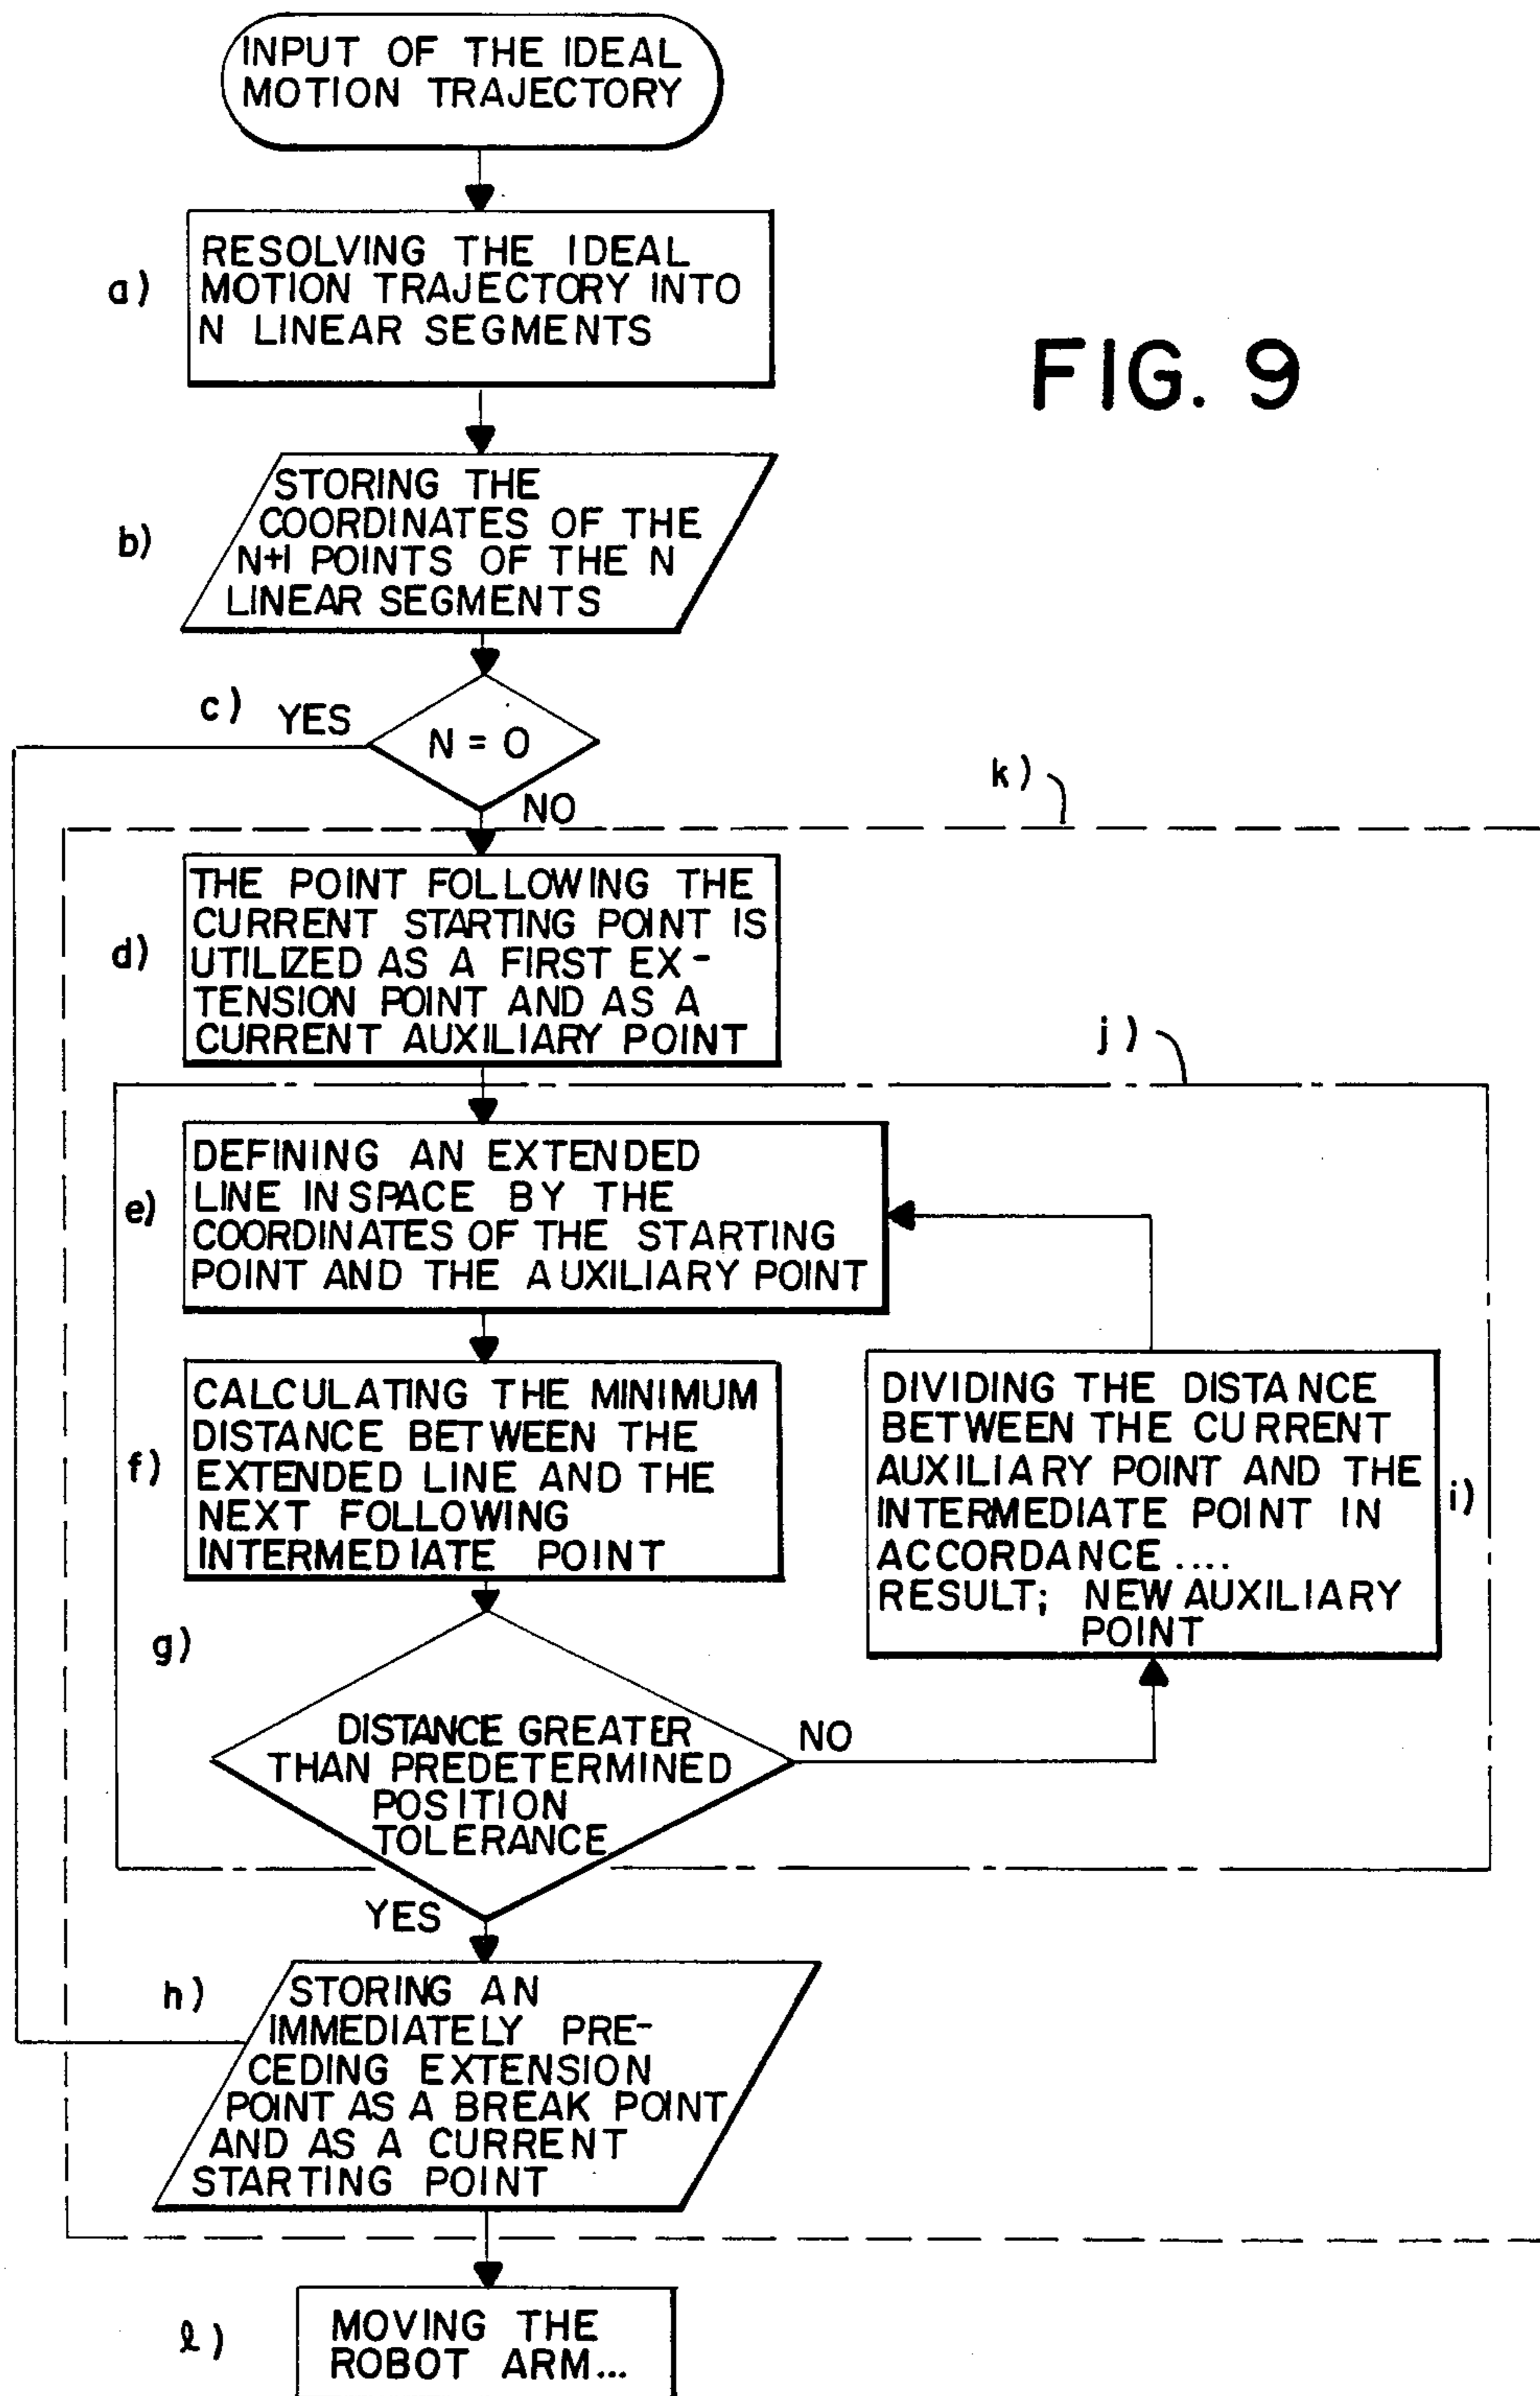 INPUT OF THE IDEAL
MOTION TRAJECTORY
a)
RESOLVING THE IDEAL
MOTION TRAJECTORY INTO
N LINEAR SEGMENTS
FIG. 9
b)
STORING THE
COORDINATES OF THE
N+1 POINTS OF THE N
LINEAR SEGMENTS
c)
YES
N = 0
NO
k)
d)
THE POINT FOLLOWING THE
CURRENT STARTING POINT IS
UTILIZED AS A FIRST EX-
TENSION POINT AND AS A
CURRENT AUXILIARY POINT
j)
e)
DEFINING AN EXTENDED
LINE IN SPACE BY THE
COORDINATES OF THE STARTING
POINT AND THE AUXILIARY POINT
f)
CALCULATING THE MINIMUM
DISTANCE BETWEEN THE
EXTENDED LINE AND THE
NEXT FOLLOWING
INTERMEDIATE POINT
DIVIDING THE DISTANCE
BETWEEN THE CURRENT
AUXILIARY POINT AND THE
INTERMEDIATE POINT IN
ACCORDANCE....
RESULT; NEW AUXILIARY
POINT
i)
g)
DISTANCE GREATER
THAN PREDETERMINED
POSITION
TOLERANCE
NO
YES
h)
STORING AN
IMMEDIATELY PRE-
CEDING EXTENSION
POINT AS A BREAK POINT
AND AS A CURRENT
STARTING POINT
l)
MOVING THE
ROBOT ARM...